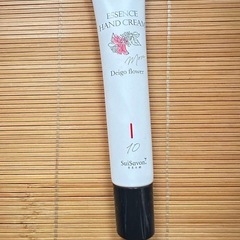 ESSENCE
HAND CREAM
Deigo flower
10
SuiSavon